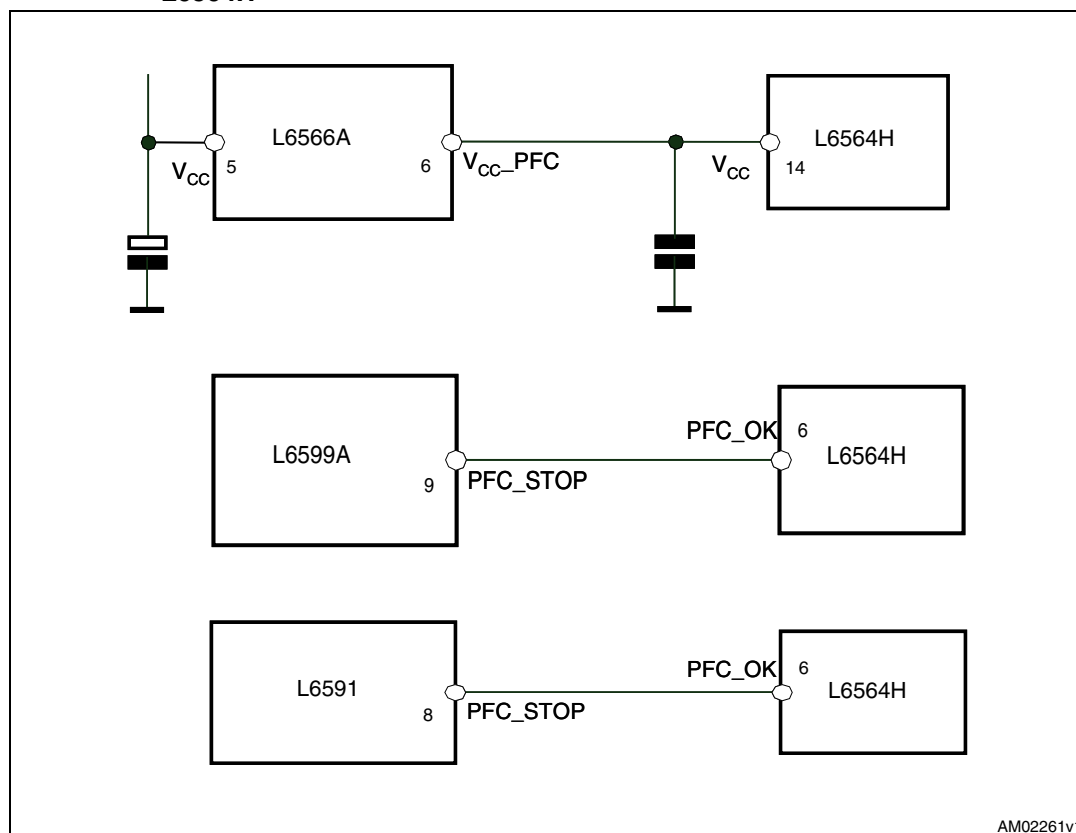 L6566A
L6564H
V_CC 5
6 V_CC_PFC
V_CC 14
PFC_OK 6
L6599A
L6564H
9 PFC_STOP
PFC_OK 6
L6591
L6564H
8 PFC_STOP